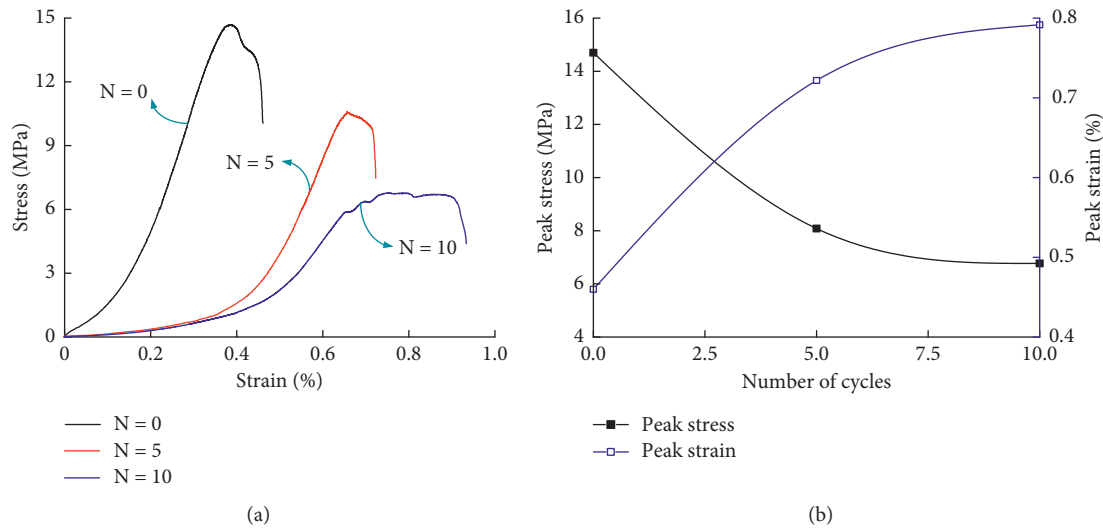 15
12
9
6
3
0
Stress (MPa)
0
0.2
0.4
0.6
0.8
1.0
Strain (%)
N = 0
N = 5
N = 10
N = 0
N = 5
N = 10
(a)
16
14
12
10
8
6
4
Peak stress (MPa)
0.8
0.7
0.6
0.5
0.4
Peak strain (%)
0.0
2.5
5.0
7.5
10.0
Number of cycles
Peak stress
Peak strain
(b)